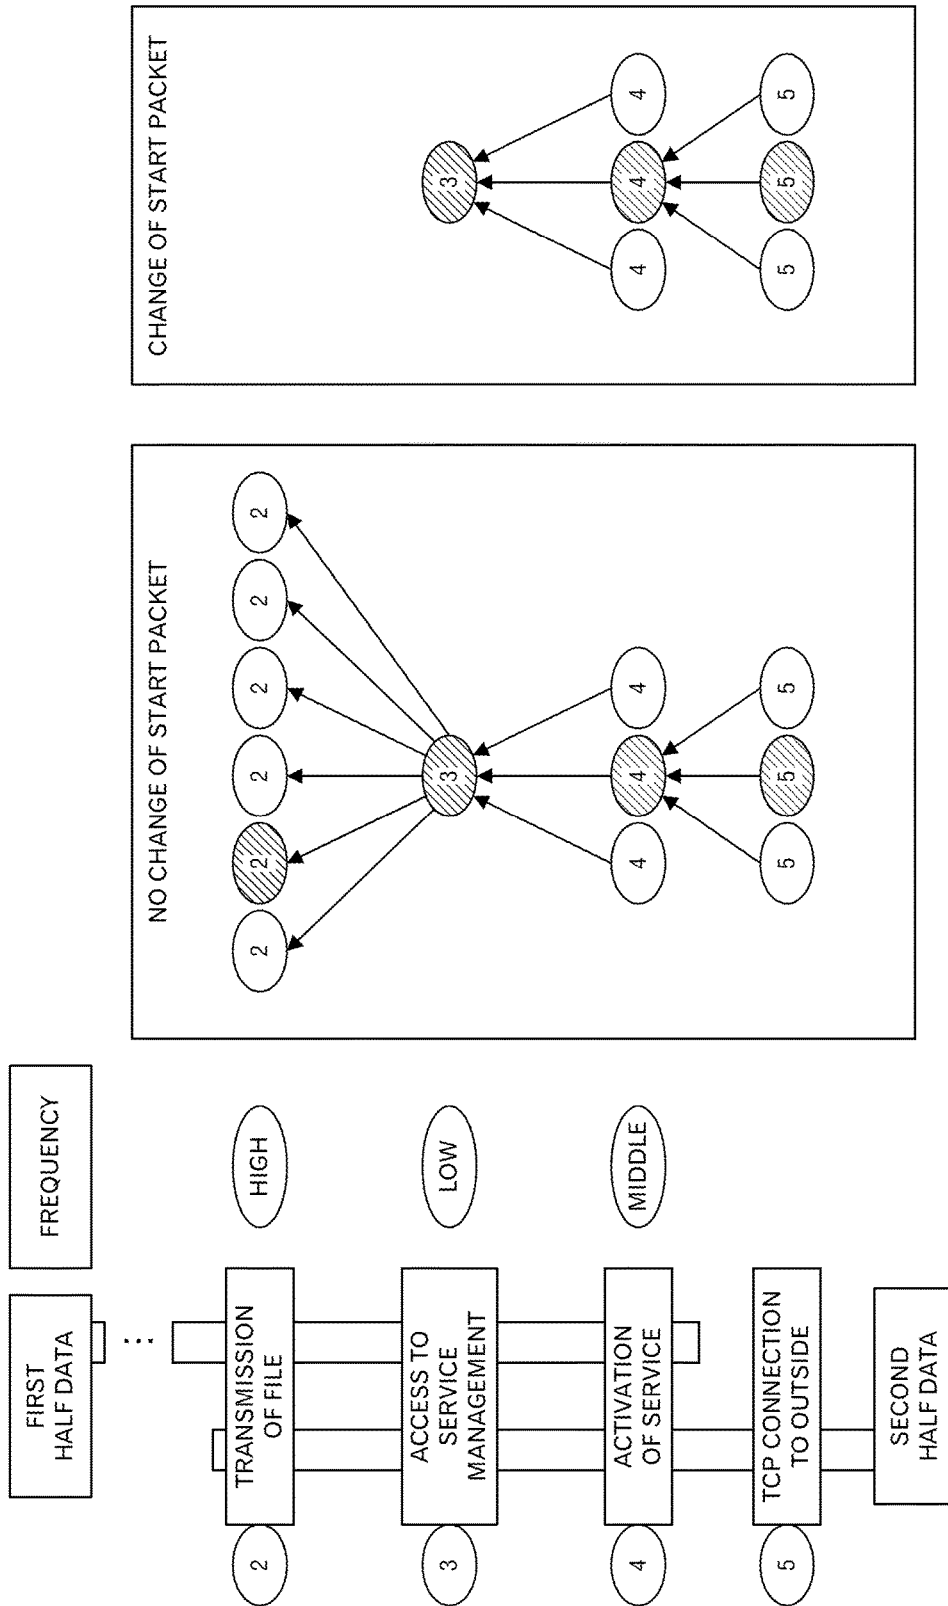 FIRST
HALF DATA
FREQUENCY
...
2
TRANSMISSION
OF FILE
HIGH
3
ACCESS TO
SERVICE
MANAGEMENT
LOW
4
ACTIVATION
OF SERVICE
MIDDLE
5
TCP CONNECTION
TO OUTSIDE
SECOND
HALF DATA
NO CHANGE OF START PACKET
2 2 2 2 2 2
3
4 4 4
5 5 5
CHANGE OF START PACKET
3
4 4 4
5 5 5